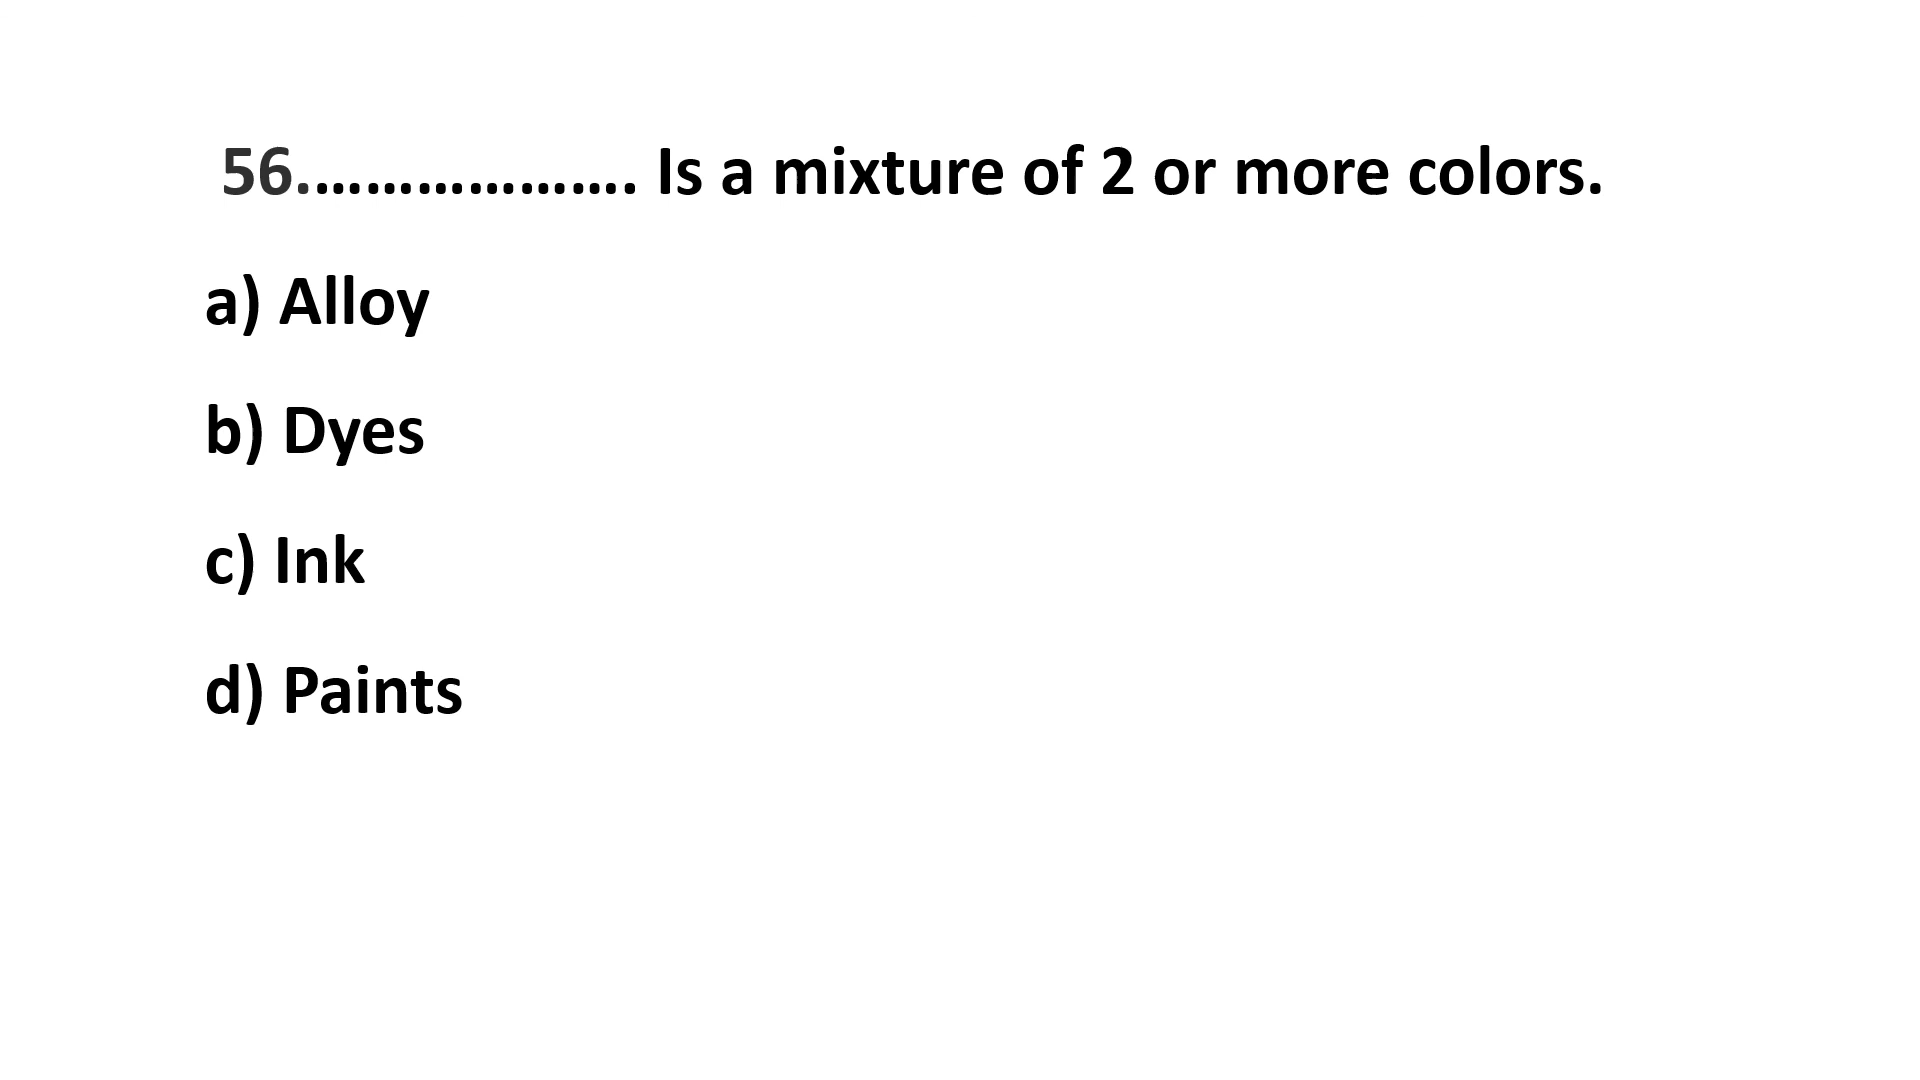 56.………………. Is a mixture of 2 or more colors.
a) Alloy
b) Dyes
c) Ink
d) Paints